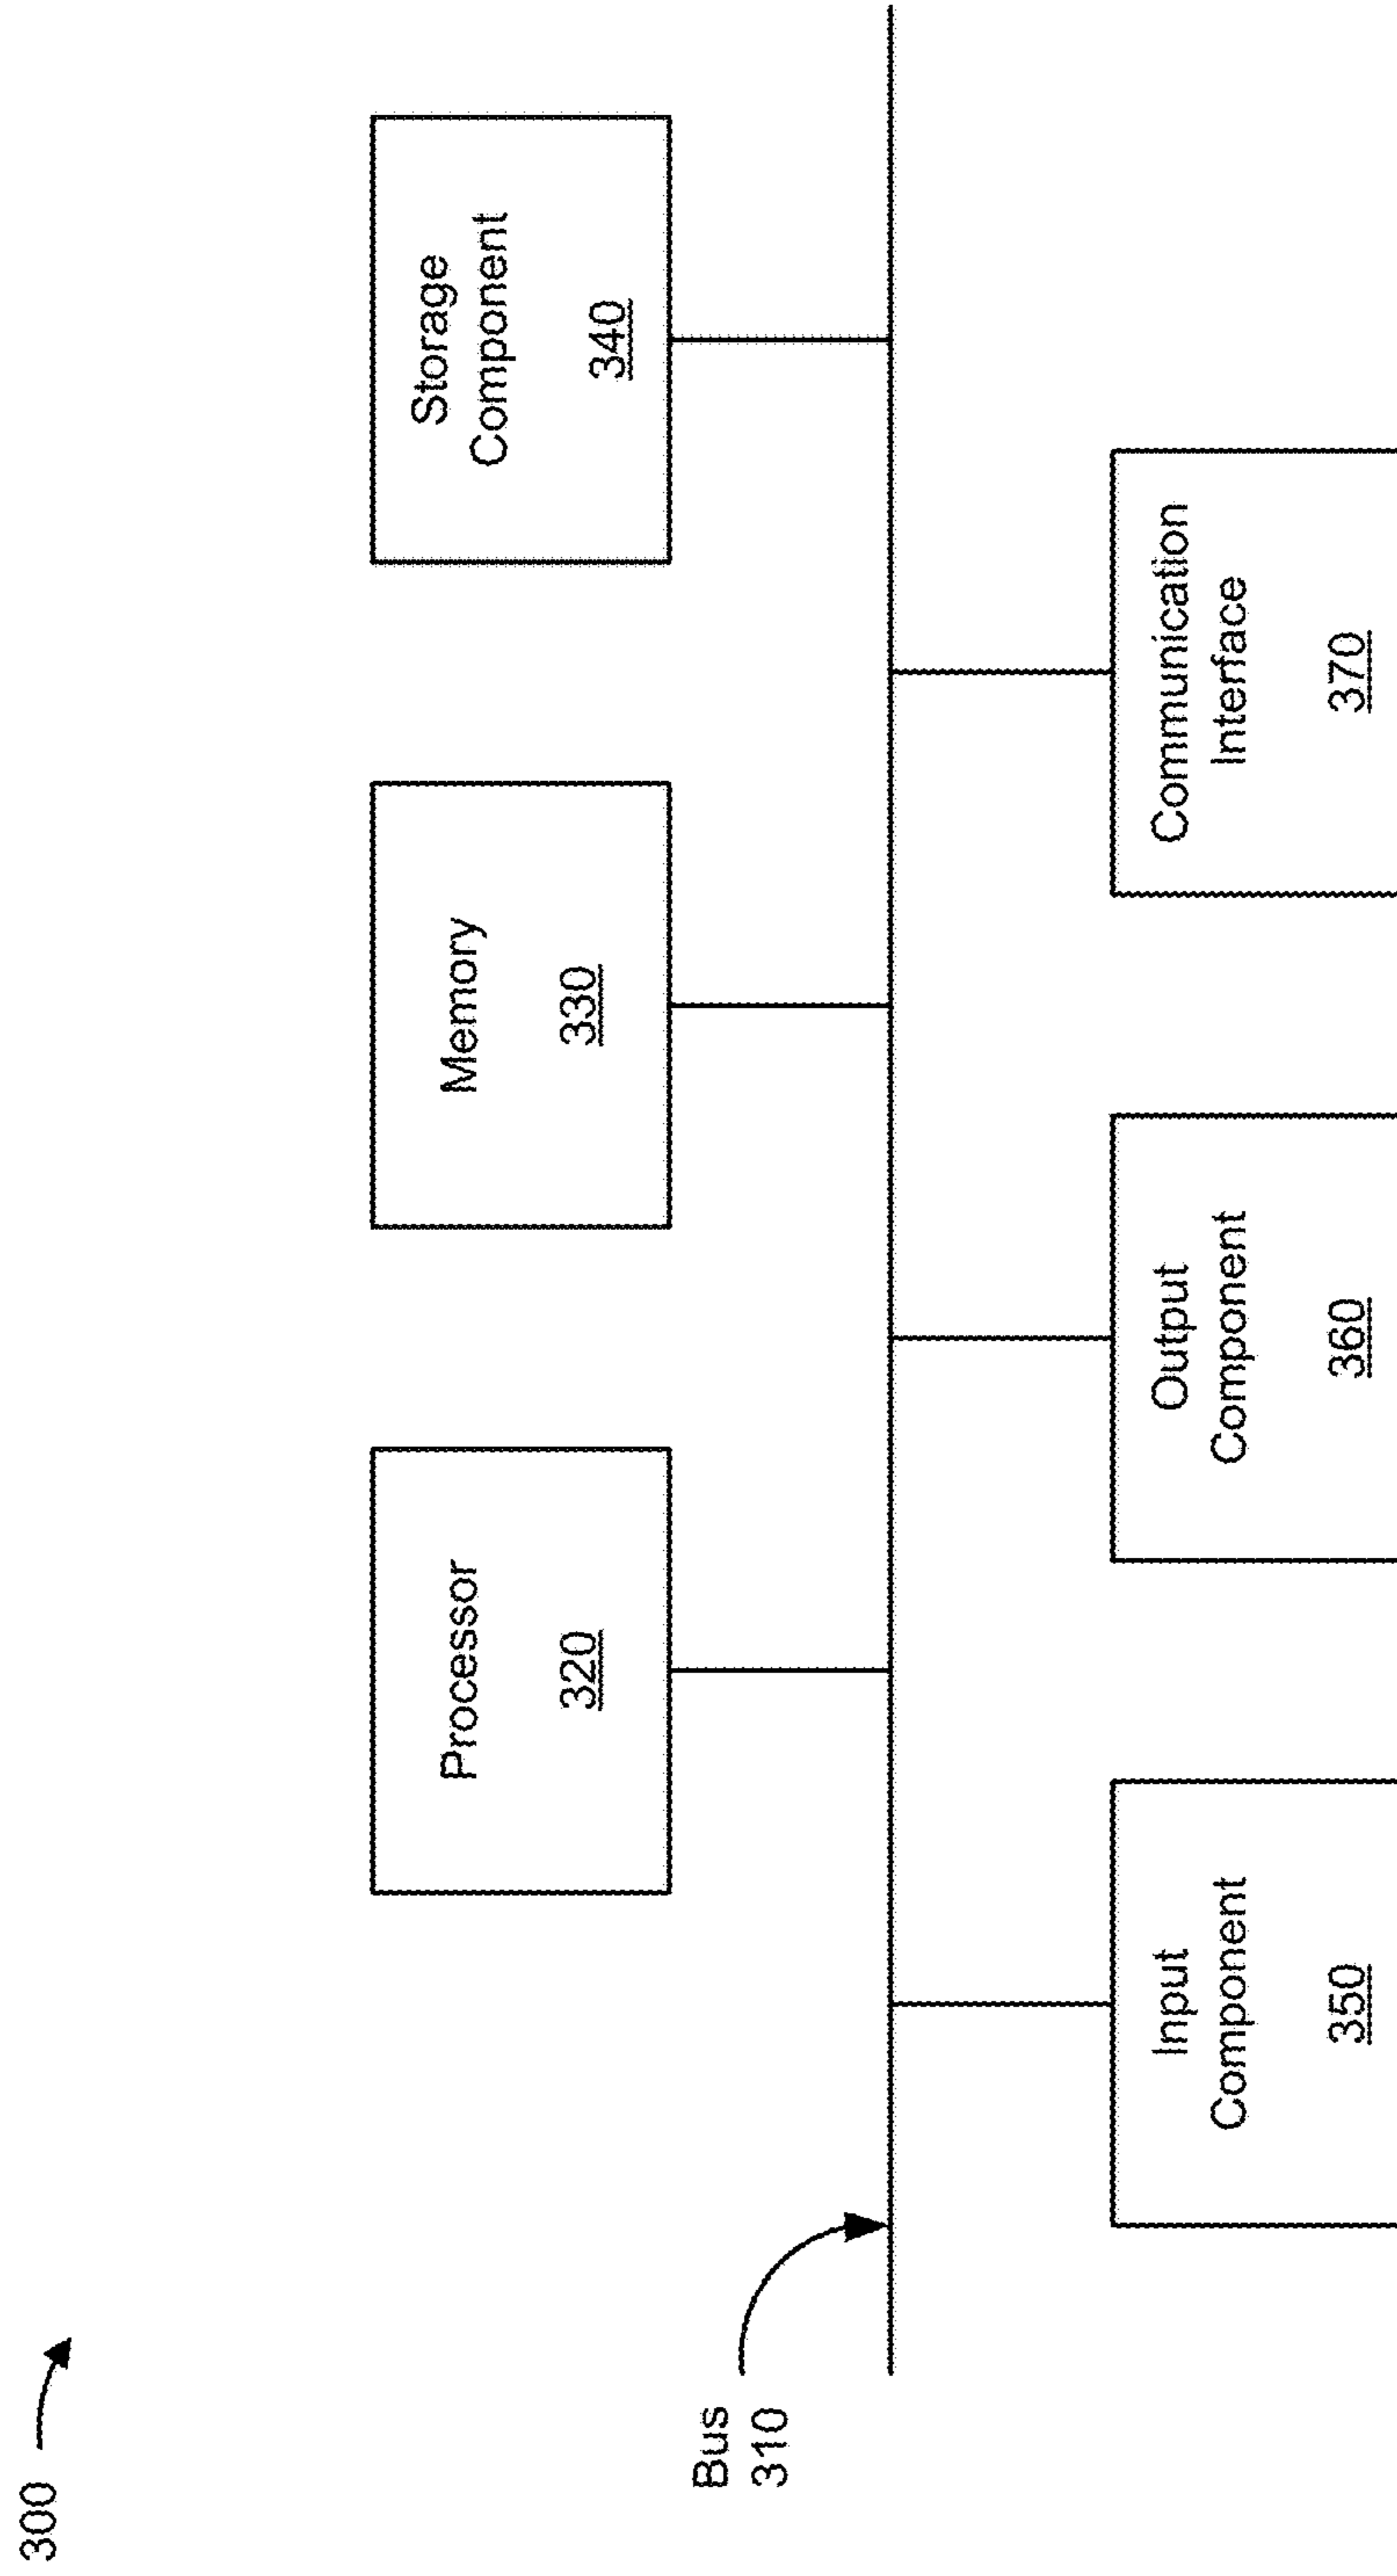 300
Processor
320
Memory
330
Storage
Component
340
Bus
310
Input
Component
350
Output
Component
360
Communication
Interface
370